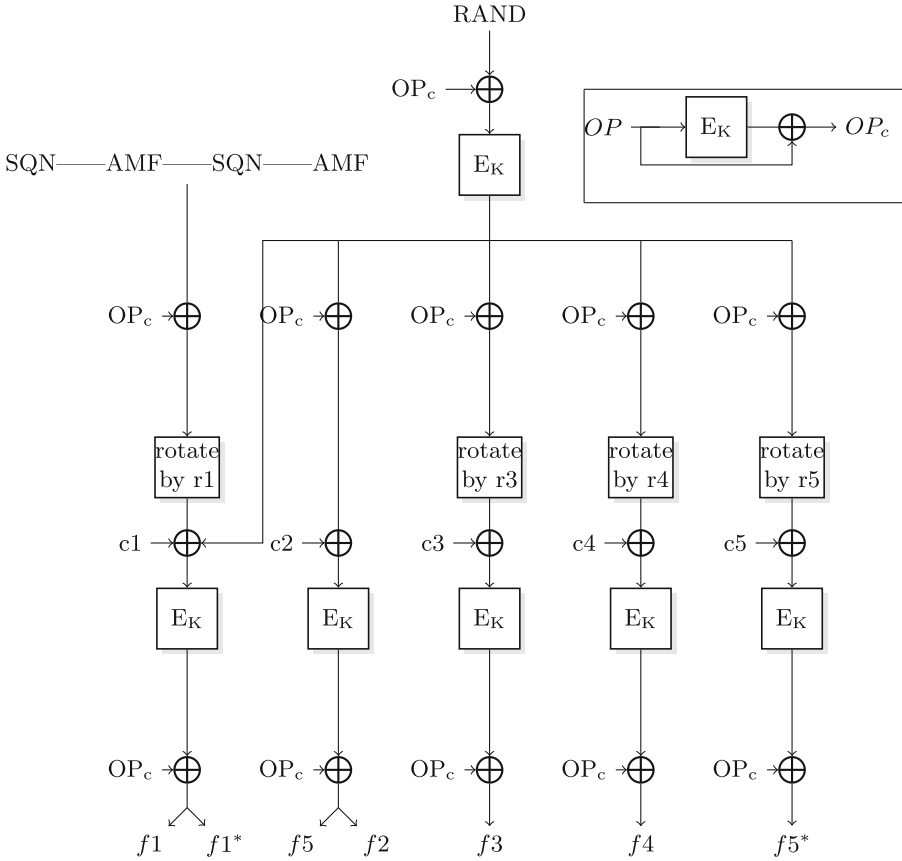 RAND
OPc
OP EK OPc
EK
SQN AMF SQN AMF
OPc OPc OPc OPc OPc
rotate rotate rotate rotate
by r1 by r3 by r4 by r5
c1 c2 c3 c4 c5
EK EK EK EK EK
OPc OPc OPc OPc OPc
f1 f1* f5 f2 f3 f4 f5*